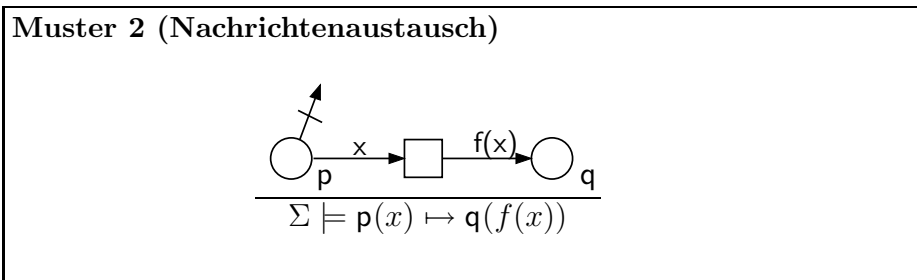 Muster 2 (Nachrichtenaustausch)
x f(x)
p q
Σ ⊨ p(x) ↦ q(f(x))